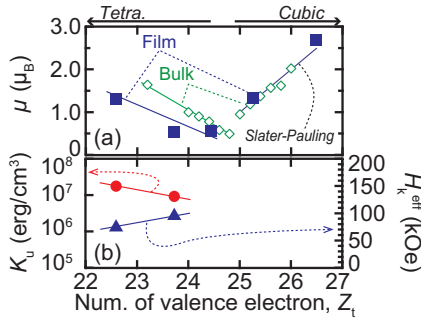 Tetra. Cubic
3.0
2.0
1.0
0.0
μ (μB)
Film
Bulk
(a)
Slater-Pauling
10^8
10^7
10^6
10^5
Ku (erg/cm^3)
(b)
200
150
100
50
0
Hk^eff (kOe)
22 23 24 25 26 27
Num. of valence electron, Zt